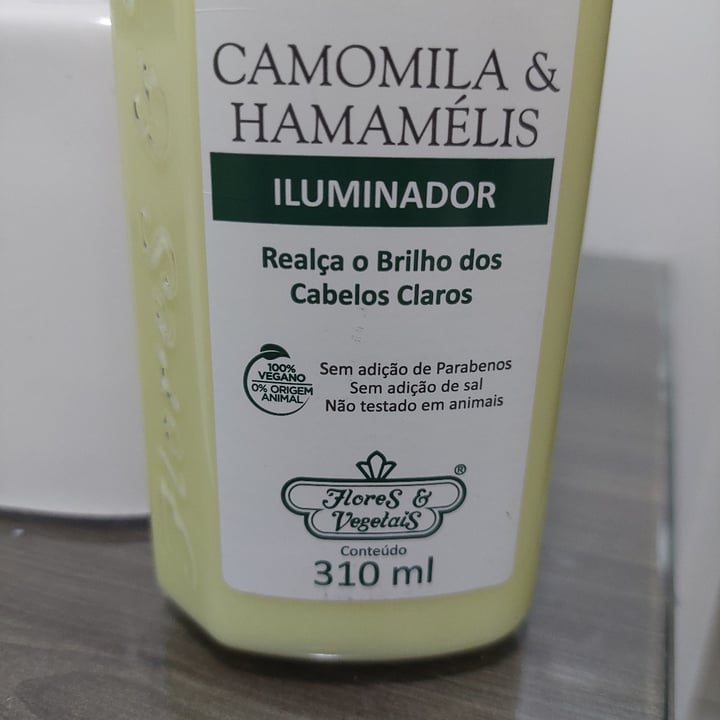 CAMOMILA &
HAMAMÉLIS
ILUMINADOR
Realça o Brilho dos
Cabelos Claros
100%
VEGANO
0% ORIGEM
ANIMAL
Sem adição de Parabenos
Sem adição de sal
Não testado em animais
FloreS &
VegetaiS
®
Conteúdo
310 ml